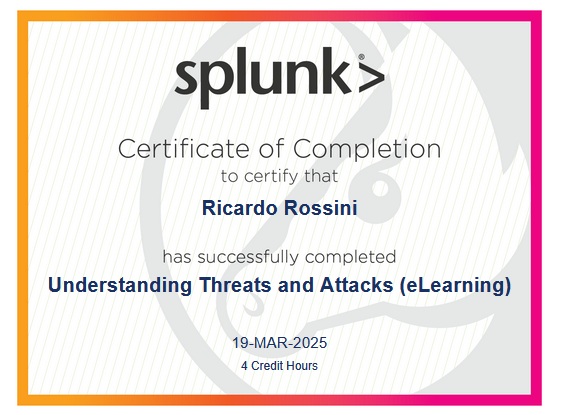 splunk>®
Certificate of Completion
to certify that
Ricardo Rossini
has successfully completed
Understanding Threats and Attacks (eLearning)
19-MAR-2025
4 Credit Hours